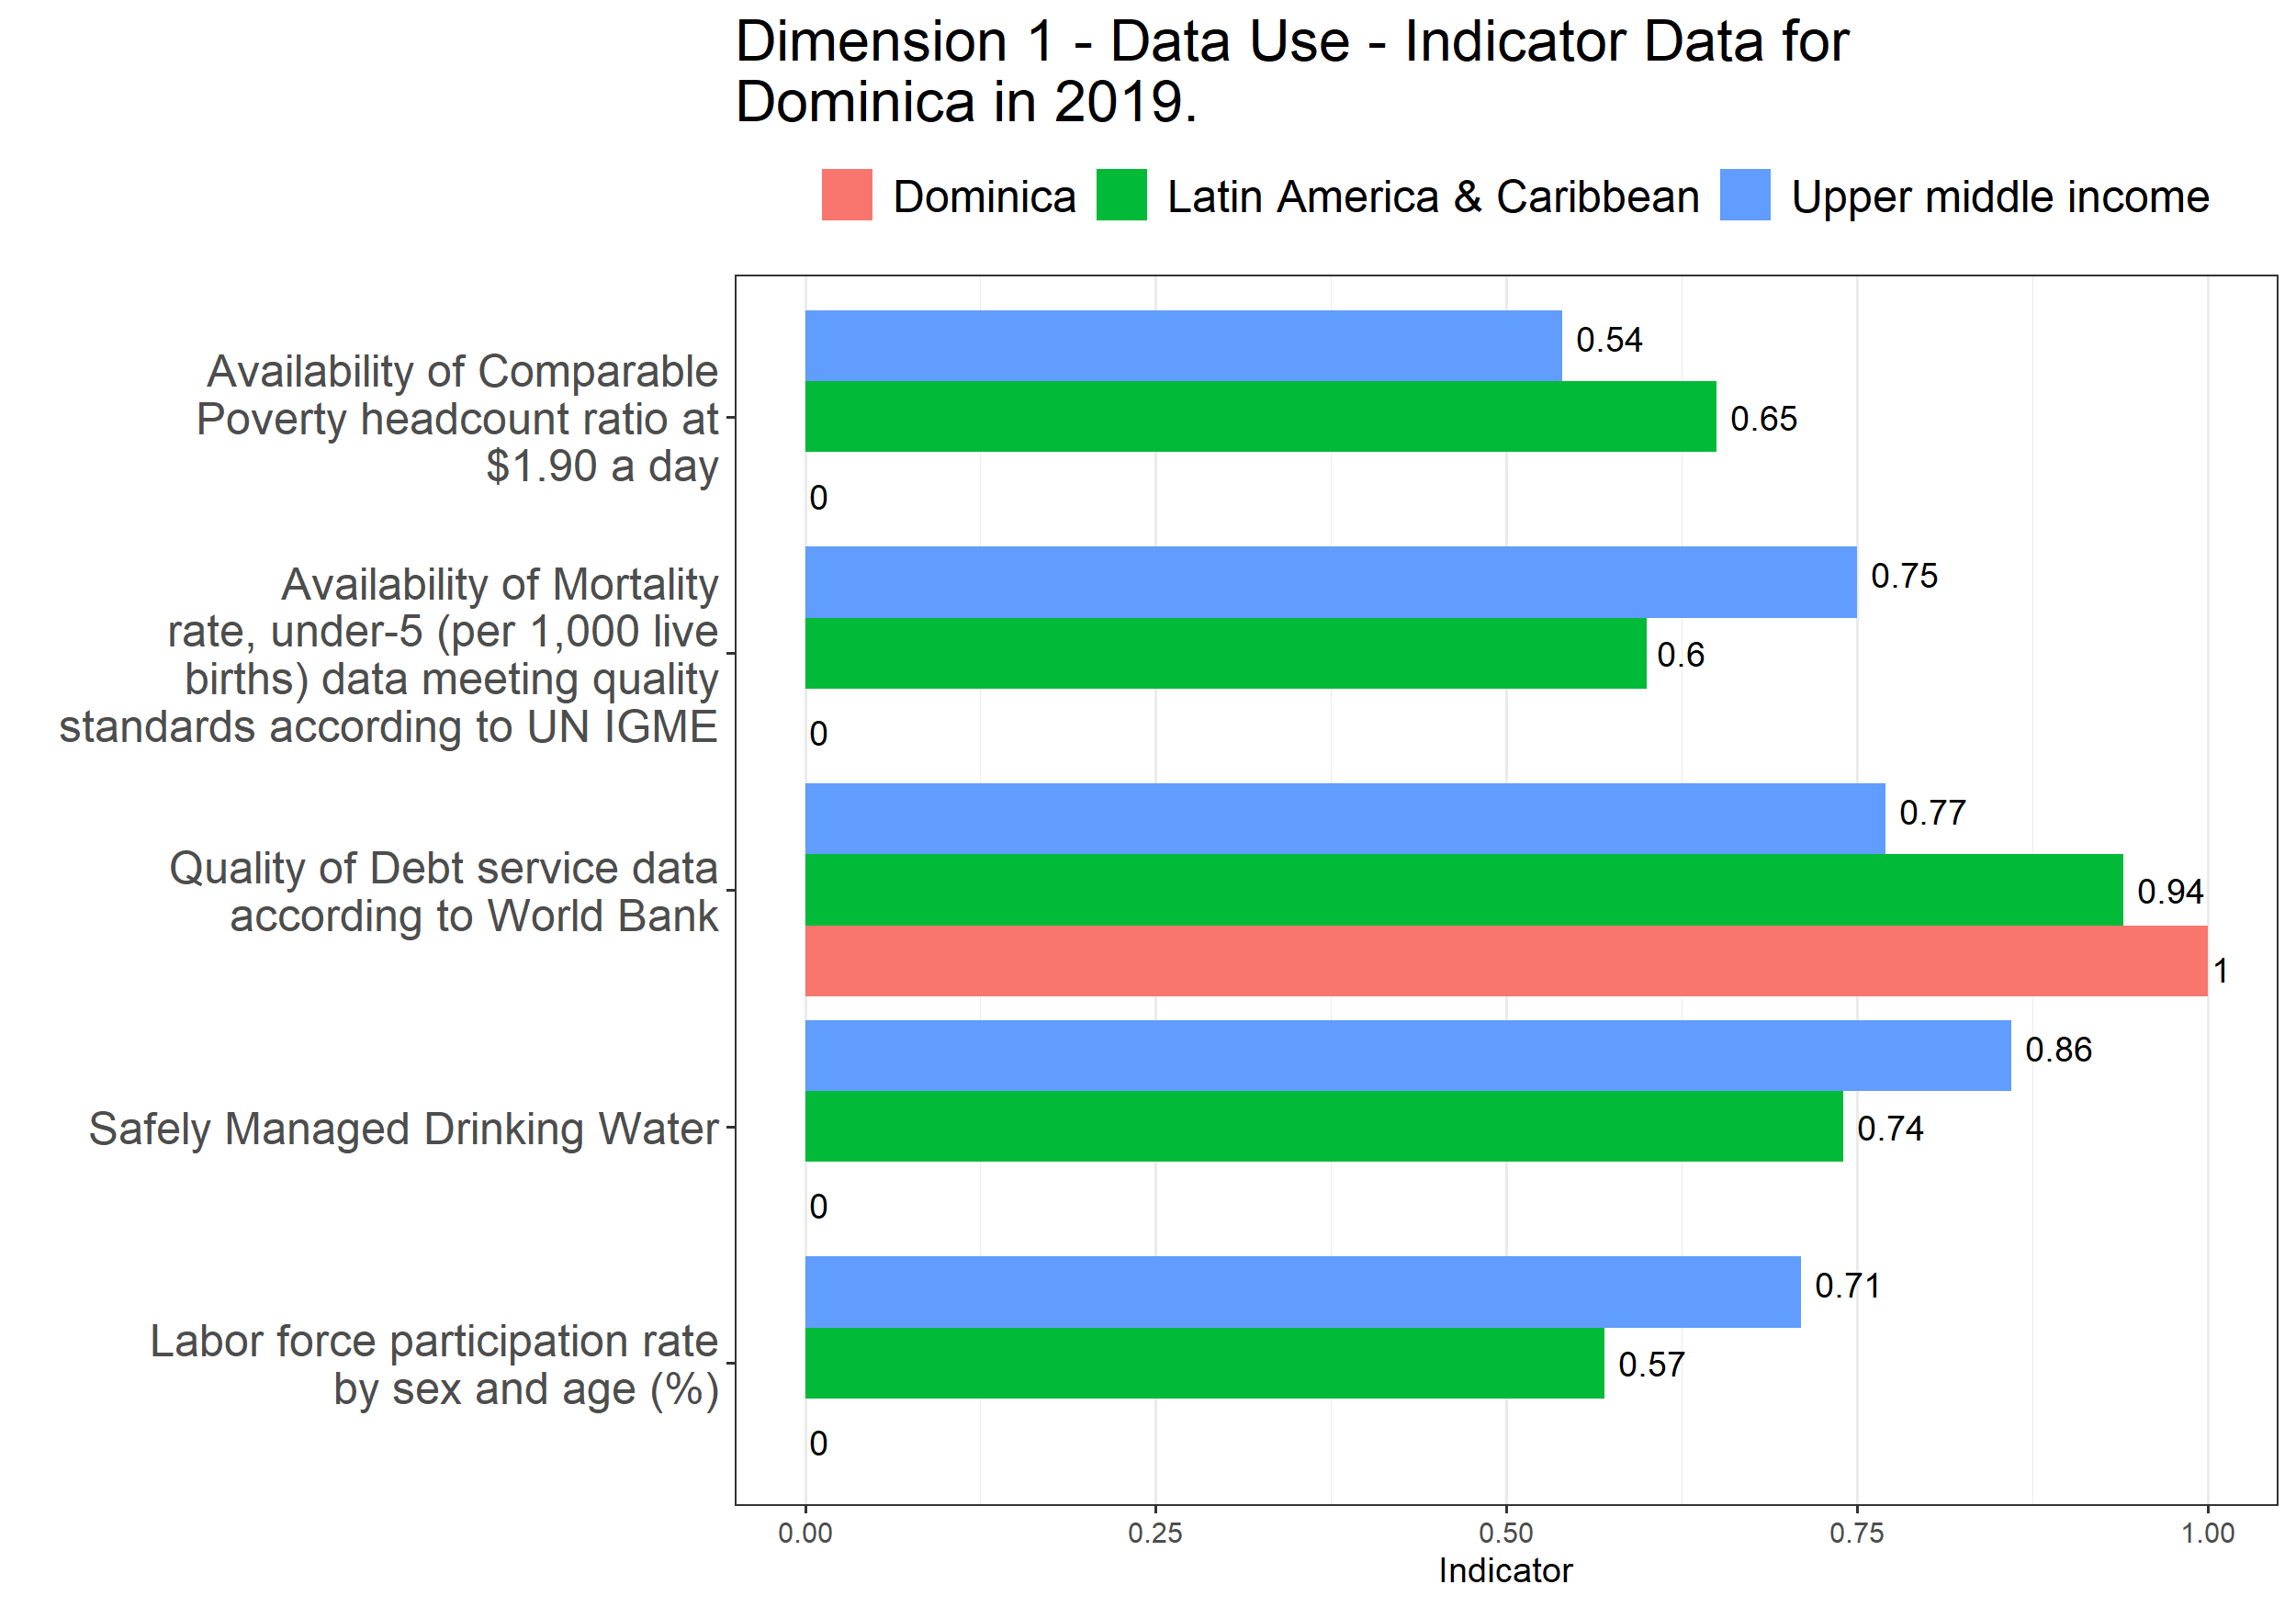 Dimension 1 - Data Use - Indicator Data for
Dominica in 2019.
Dominica
Latin America & Caribbean
Upper middle income
Availability of Comparable
Poverty headcount ratio at
$1.90 a day
0.54
0.65
0
Availability of Mortality
rate, under-5 (per 1,000 live
births) data meeting quality
standards according to UN IGME
0.75
0.6
0
Quality of Debt service data
according to World Bank
0.77
0.94
1
Safely Managed Drinking Water
0.86
0.74
0
Labor force participation rate
by sex and age (%)
0.71
0.57
0
0.00
0.25
0.50
0.75
1.00
Indicator